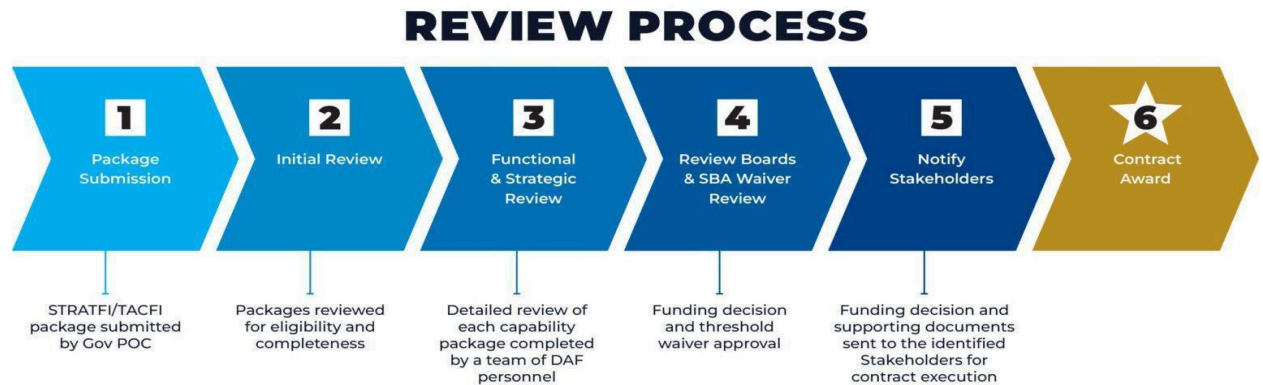 REVIEW PROCESS
1
Package
Submission
2
Initial Review
3
Functional
& Strategic
Review
4
Review Boards
& SBA Waiver
Review
5
Notify
Stakeholders
6
Contract
Award
STRATFI/TACFI
package submitted
by Gov POC
Packages reviewed
for eligibility and
completeness
Detailed review of
each capability
package completed
by a team of DAF
personnel
Funding decision
and threshold
waiver approval
Funding decision and
supporting documents
sent to the identified
Stakeholders for
contract execution